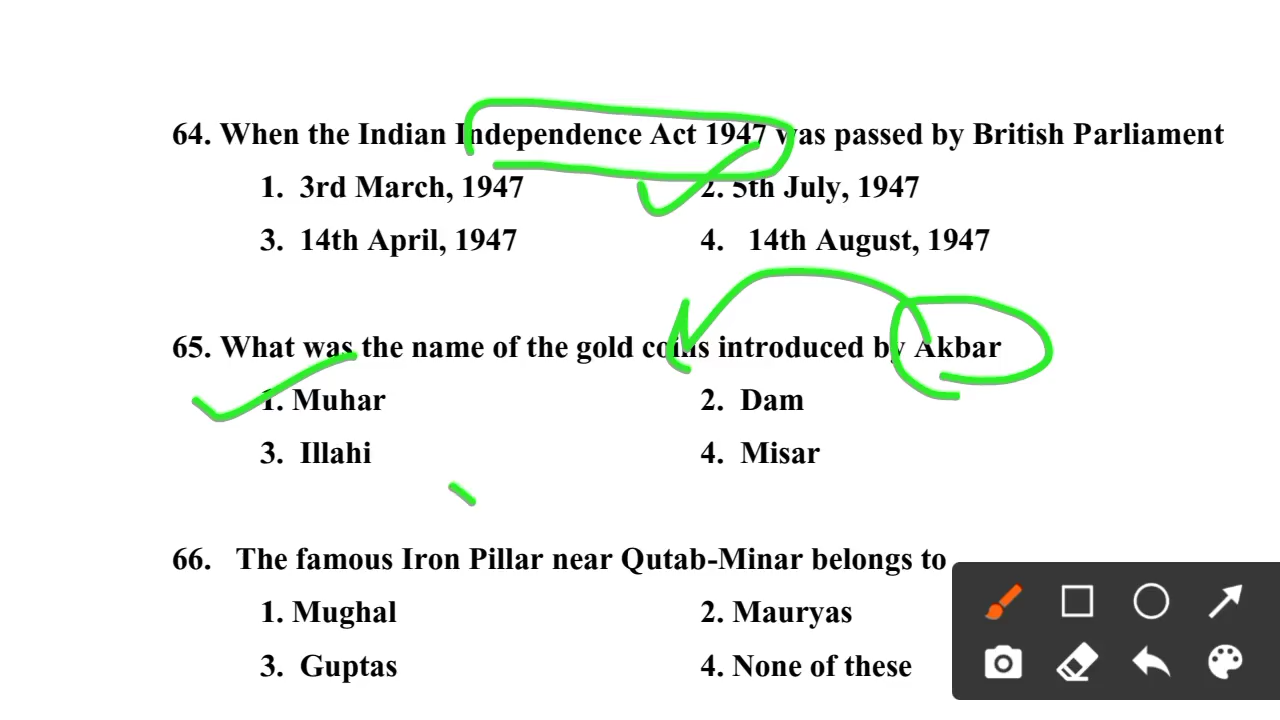 64. When the Indian Independence Act 1947 was passed by British Parliament
1. 3rd March, 1947 2. 5th July, 1947
3. 14th April, 1947 4. 14th August, 1947
65. What was the name of the gold coins introduced by Akbar
1. Muhar 2. Dam
3. Illahi 4. Misar
66. The famous Iron Pillar near Qutab-Minar belongs to
1. Mughal 2. Mauryas
3. Guptas 4. None of these